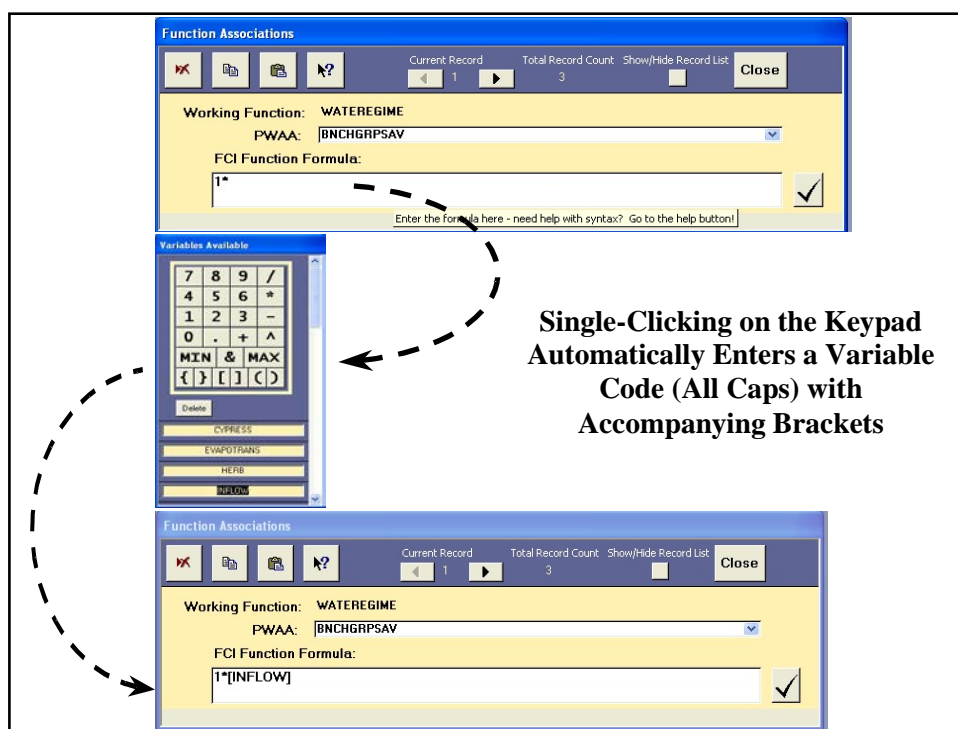 Function Associations
Current Record Total Record Count Show/Hide Record List
1 3 Close
Working Function: WATEREGIME
PWAA: BNCHGRPSAV
FCI Function Formula:
1*
Enter the formula here - need help with syntax? Go to the help button!
Variables Available
7 8 9 /
4 5 6 *
1 2 3 -
0 . + ^
MIN & MAX
{ } [ ] ( )
Delete
CYPRESS
EVAPOTRANS
HERB
INFLOW
Single-Clicking on the Keypad
Automatically Enters a Variable
Code (All Caps) with
Accompanying Brackets
Function Associations
Current Record Total Record Count Show/Hide Record List
1 3 Close
Working Function: WATEREGIME
PWAA: BNCHGRPSAV
FCI Function Formula:
1*[INFLOW]